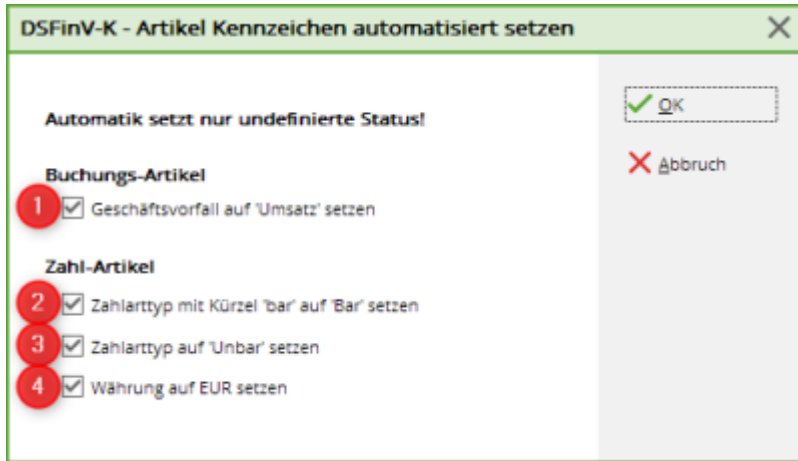 DSFinV-K - Artikel Kennzeichen automatisiert setzen
Automatik setzt nur undefinierte Status!
Buchungs-Artikel
1 Geschäftsvorfall auf 'Umsatz' setzen
Zahl-Artikel
2 Zahlarttyp mit Kürzel 'bar' auf 'Bar' setzen
3 Zahlarttyp auf 'Unbar' setzen
4 Währung auf EUR setzen
OK
Abbruch